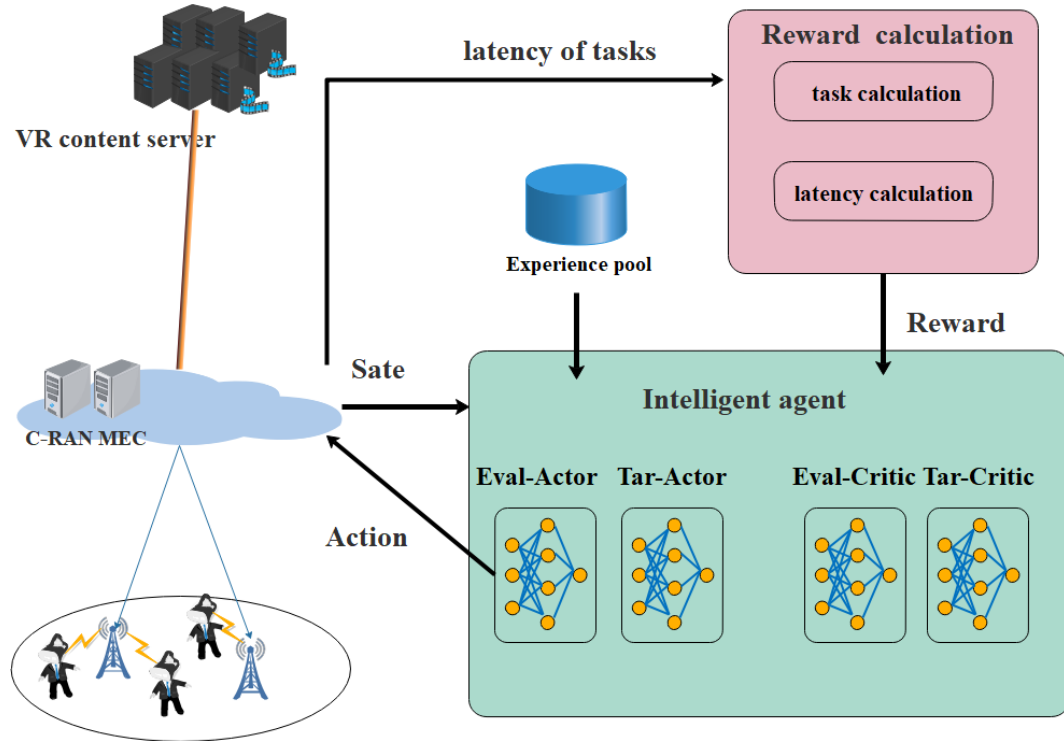 latency of tasks
Reward calculation
task calculation
VR content server
latency calculation
Experience pool
Reward
Sate
Intelligent agent
C-RAN MEC
Eval-Actor
Tar-Actor
Eval-Critic
Tar-Critic
Action